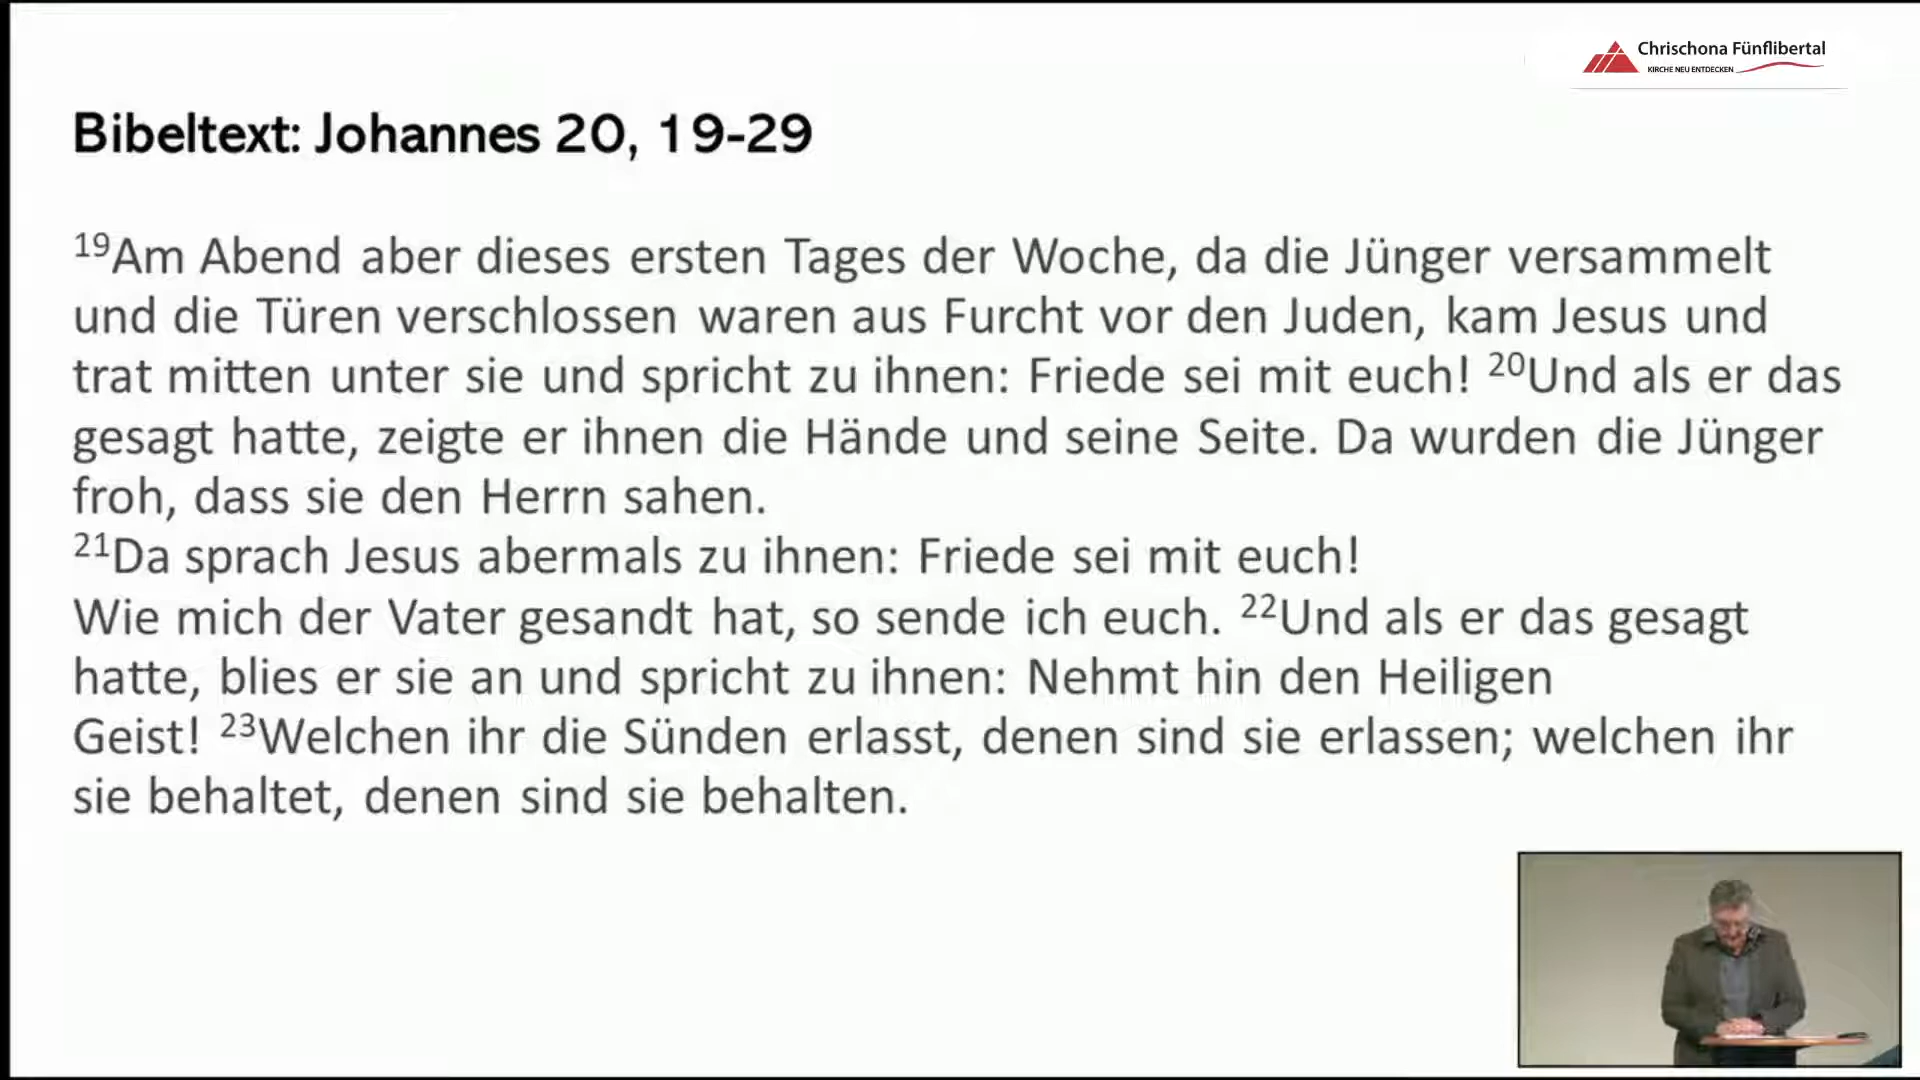 Chrischona Fünflibertal
KIRCHE NEU ENTDECKEN
Bibeltext: Johannes 20, 19-29
¹⁹Am Abend aber dieses ersten Tages der Woche, da die Jünger versammelt
und die Türen verschlossen waren aus Furcht vor den Juden, kam Jesus und
trat mitten unter sie und spricht zu ihnen: Friede sei mit euch! ²⁰Und als er das
gesagt hatte, zeigte er ihnen die Hände und seine Seite. Da wurden die Jünger
froh, dass sie den Herrn sahen.
²¹Da sprach Jesus abermals zu ihnen: Friede sei mit euch!
Wie mich der Vater gesandt hat, so sende ich euch. ²²Und als er das gesagt
hatte, blies er sie an und spricht zu ihnen: Nehmt hin den Heiligen
Geist! ²³Welchen ihr die Sünden erlasst, denen sind sie erlassen; welchen ihr
sie behaltet, denen sind sie behalten.